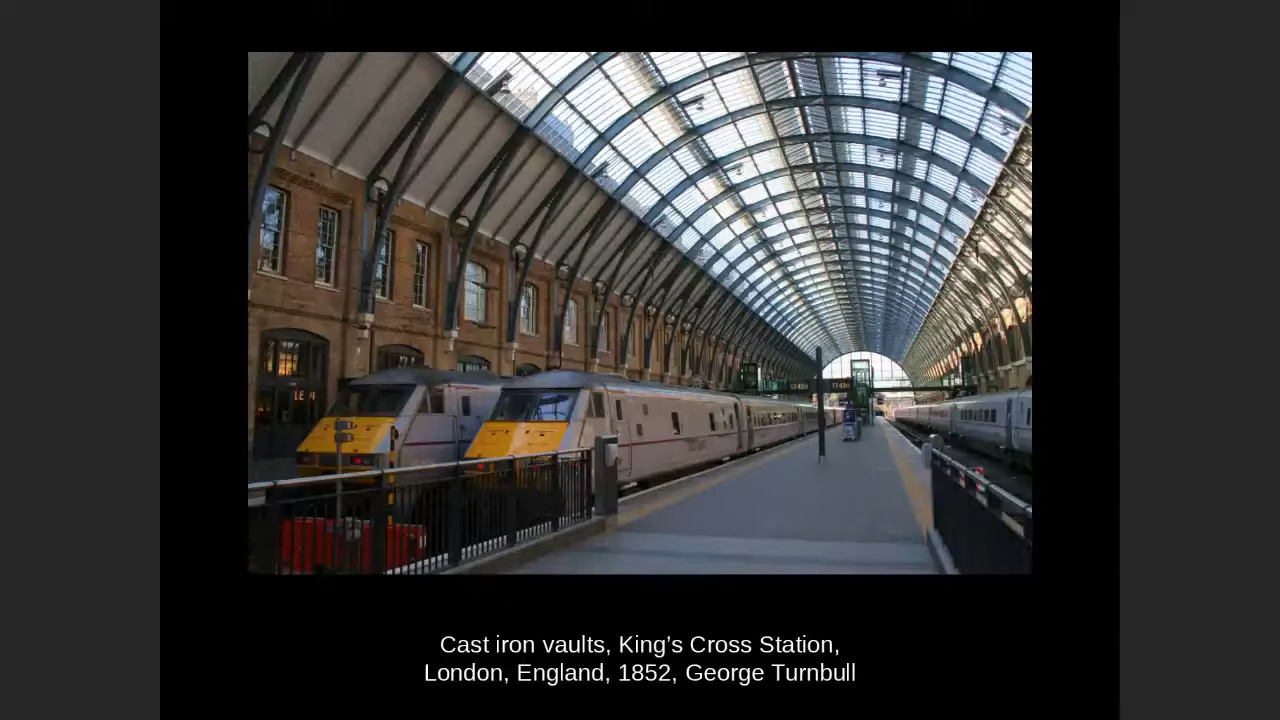 Cast iron vaults, King’s Cross Station,
London, England, 1852, George Turnbull